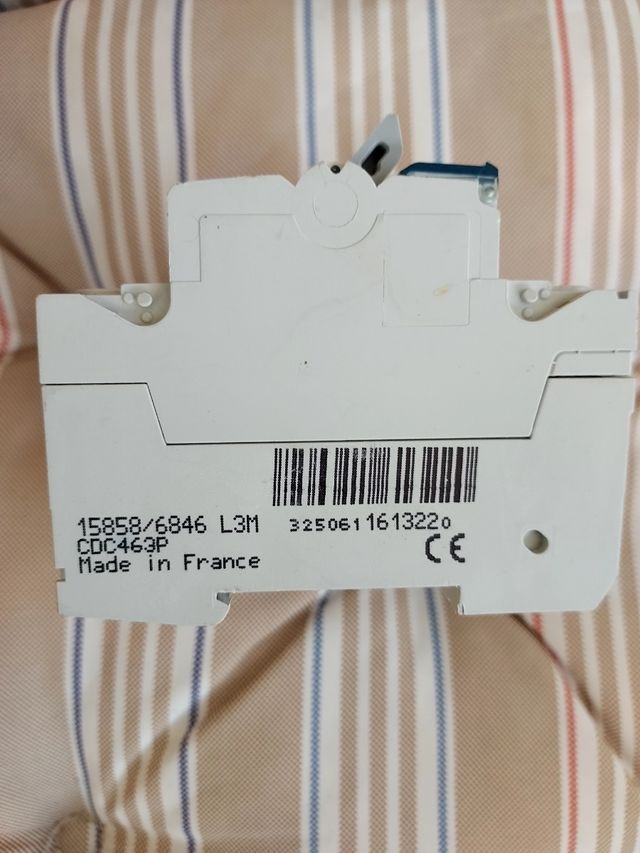 15858/6846 L3M
CDC463P
Made in France
3250611613220
CE